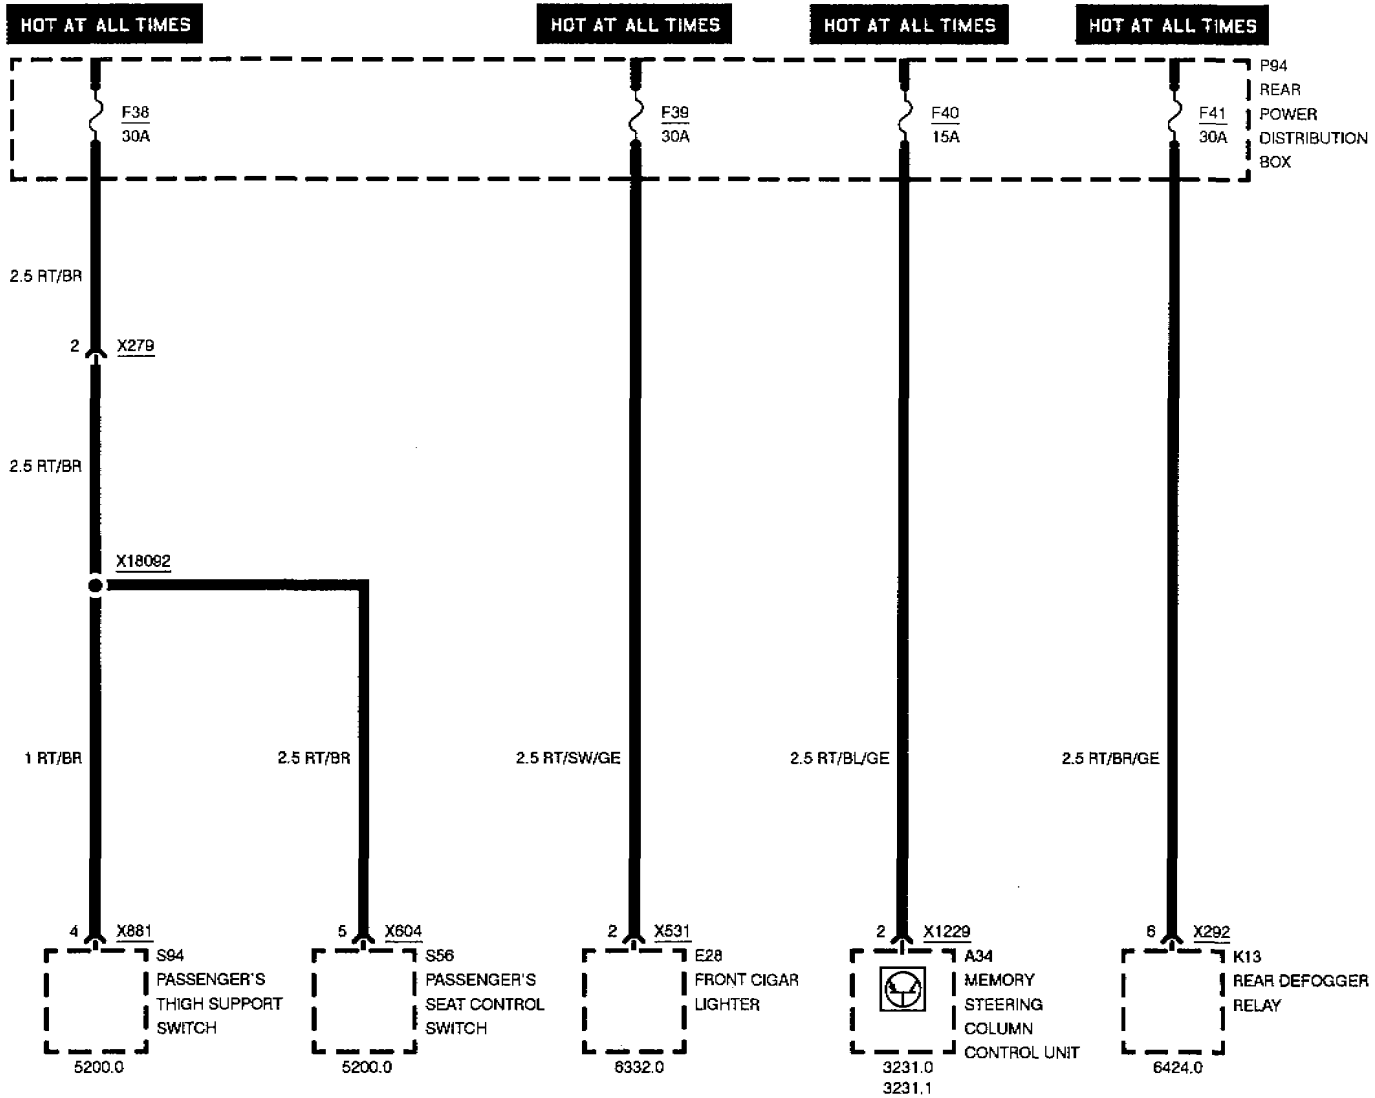 HOT AT ALL TIMES
HOT AT ALL TIMES
HOT AT ALL TIMES
HOT AT ALL TIMES
F38
30A
F39
30A
F40
15A
F41
30A
P94
REAR
POWER
DISTRIBUTION
BOX
2.5 RT/BR
2 X279
2.5 RT/BR
X18092
1 RT/BR
2.5 RT/BR
2.5 RT/SW/GE
2.5 RT/BL/GE
2.5 RT/BR/GE
4 X881
5 X604
2 X531
2 X1229
6 X292
S94
PASSENGER'S
THIGH SUPPORT
SWITCH
5200.0
S56
PASSENGER'S
SEAT CONTROL
SWITCH
5200.0
E28
FRONT CIGAR
LIGHTER
6332.0
A34
MEMORY
STEERING
COLUMN
CONTROL UNIT
3231.0
3231.1
K13
REAR DEFOGGER
RELAY
6424.0